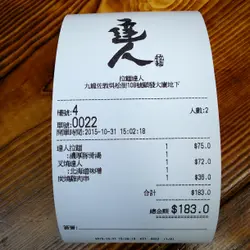 達人
拉麵達人
九龍佐敦吳松街109號順發大廈地下
檯號:4
人數:2
單號:0022
開單時間:2015-10-31 15:02:18
達人拉麵 1 $75.0
:濃厚豚骨湯
叉燒達人 1 $72.0
:北海道味噌
炭燒豚肉串 1 $36.0
合計: $183.0
總金額 $183.0